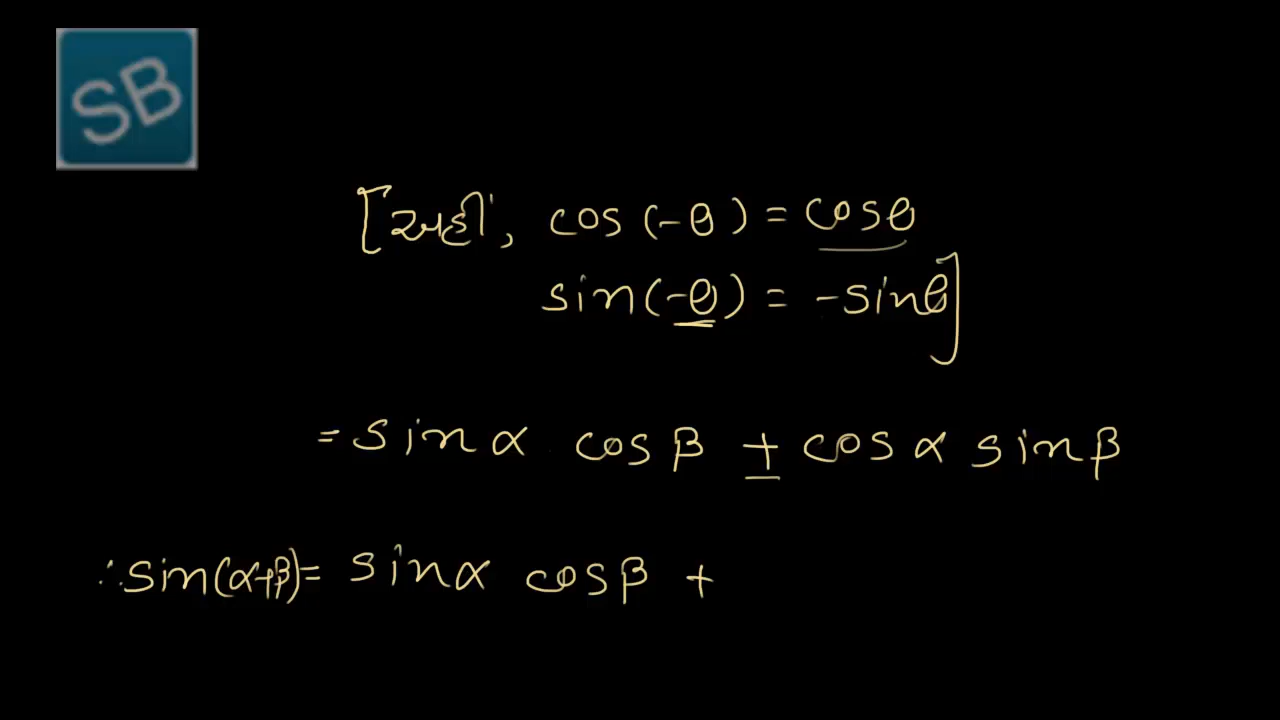 SB
[અહીં, cos(-θ) = cosθ
sin(-θ) = -sinθ]
= sinα cosβ + cosα sinβ
∴ sin(α+β) = sinα cosβ +